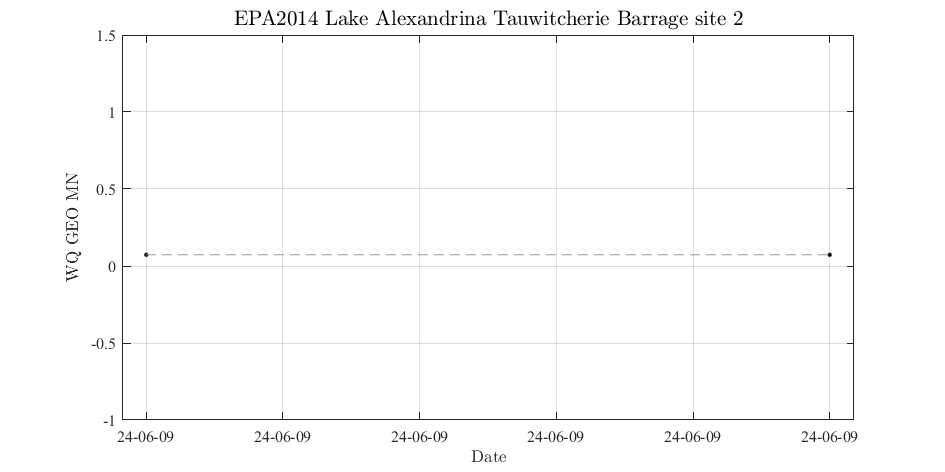 EPA2014 Lake Alexandrina Tauwitcherie Barrage site 2
1.5
1
0.5
0
-0.5
-1
WQ GEO MN
24-06-09 24-06-09 24-06-09 24-06-09 24-06-09 24-06-09
Date